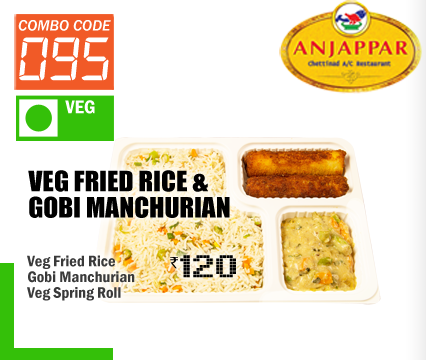 COMBO CODE
095
VEG
ANJAPPAR
Chettinad A/C Restaurant
VEG FRIED RICE &
GOBI MANCHURIAN
Veg Fried Rice
Gobi Manchurian
Veg Spring Roll
₹120